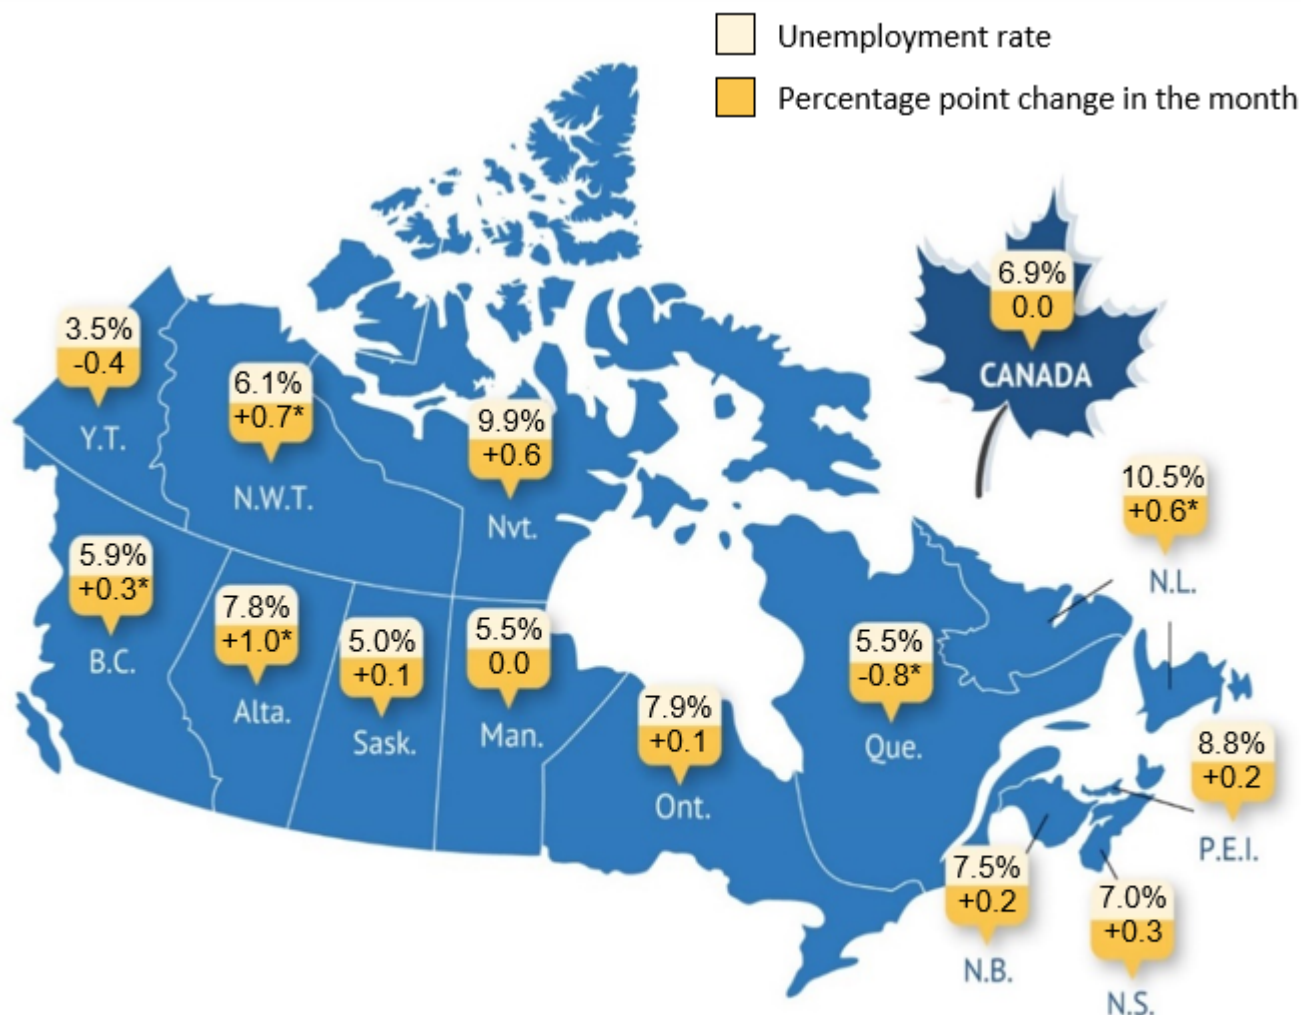 Unemployment rate
Percentage point change in the month
6.9%
0.0
CANADA
3.5%
-0.4
Y.T.
6.1%
+0.7*
N.W.T.
9.9%
+0.6
Nvt.
10.5%
+0.6*
N.L.
5.9%
+0.3*
B.C.
7.8%
+1.0*
Alta.
5.0%
+0.1
Sask.
5.5%
0.0
Man.
7.9%
+0.1
Ont.
5.5%
-0.8*
Que.
8.8%
+0.2
P.E.I.
7.5%
+0.2
N.B.
7.0%
+0.3
N.S.